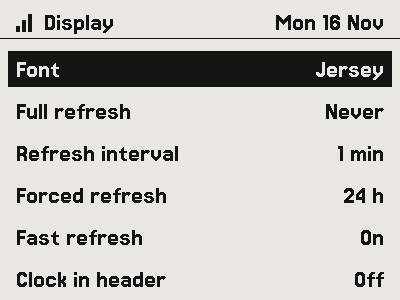 Display Mon 16 Nov
Font Jersey
Full refresh Never
Refresh interval 1 min
Forced refresh 24 h
Fast refresh On
Clock in header Off